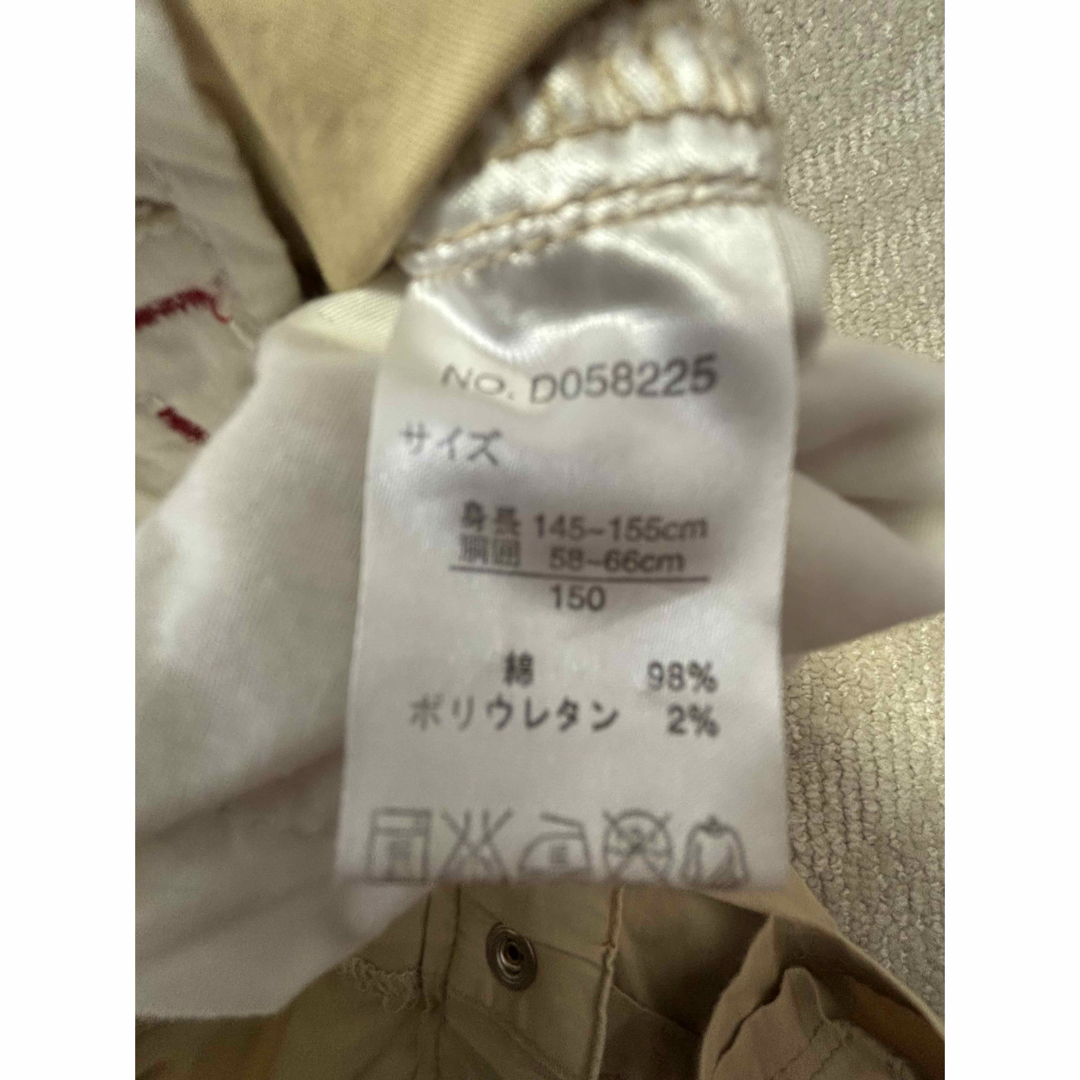 NO. D058225
サイズ
身長 145~155cm
胴囲 58~66cm
150
綿 98%
ポリウレタン 2%